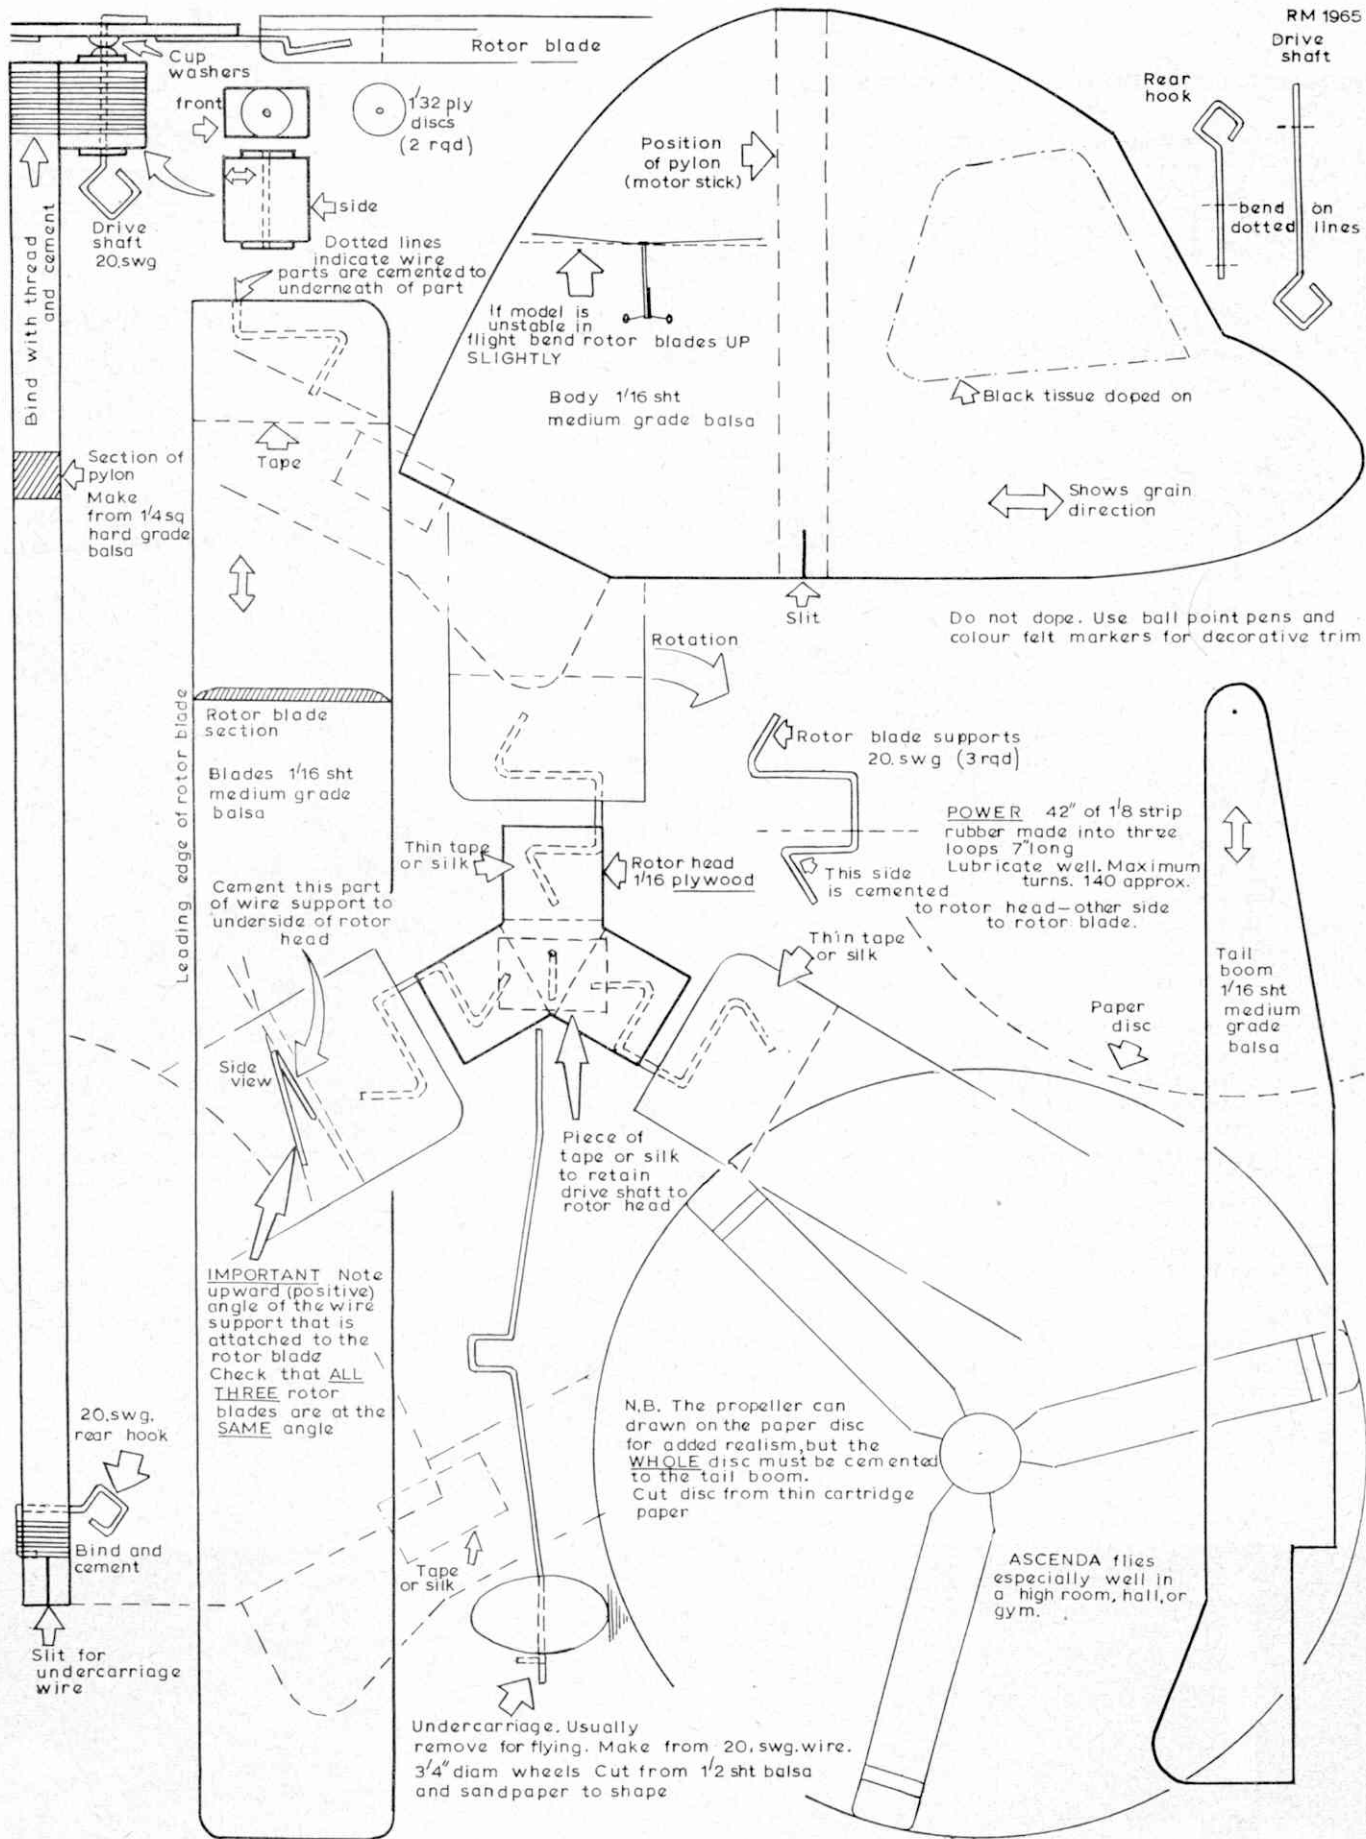 RM 1965
Drive
shaft
Rear
hook
bend on
dotted lines
Rotor blade
Cup
washers
front
1/32 ply
discs
(2 rqd)
side
Drive
shaft
20.swg
Bind with thread
and cement
Dotted lines
indicate wire
parts are cemented to
underneath of part
Position
of pylon
(motor stick)
If model is
unstable in
flight bend rotor blades UP
SLIGHTLY
Body 1/16 sht
medium grade balsa
Black tissue doped on
Shows grain
direction
Tape
Section of
pylon
Make
from 1/4 sq
hard grade
balsa
Slit
Do not dope. Use ball point pens and
colour felt markers for decorative trim
Rotation
Leading edge of rotor blade
Rotor blade
section
Blades 1/16 sht
medium grade
balsa
Rotor blade supports
20.swg (3 rqd)
POWER 42" of 1/8 strip
rubber made into three
loops 7" long
Lubricate well. Maximum
turns. 140 approx.
This side
is cemented
to rotor head - other side
to rotor blade.
Thin tape
or silk
Rotor head
1/16 plywood
Cement this part
of wire support to
underside of rotor
head
Thin tape
or silk
Side
view
Paper
disc
Tail
boom
1/16 sht
medium
grade
balsa
Piece of
tape or silk
to retain
drive shaft to
rotor head
IMPORTANT Note
upward (positive)
angle of the wire
support that is
attatched to the
rotor blade
Check that ALL
THREE rotor
blades are at the
SAME angle
N.B. The propeller can
drawn on the paper disc
for added realism, but the
WHOLE disc must be cemented
to the tail boom.
Cut disc from thin cartridge
paper
20.swg.
rear hook
Bind and
cement
Tape
or silk
ASCENDA flies
especially well in
a high room, hall, or
gym.
Slit for
undercarriage
wire
Undercarriage. Usually
remove for flying. Make from 20.swg.wire.
3/4" diam wheels Cut from 1/2 sht balsa
and sandpaper to shape